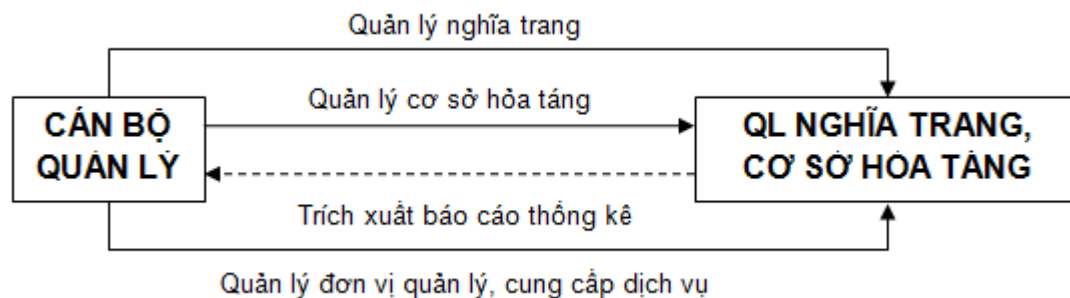 Quản lý nghĩa trang
Quản lý cơ sở hỏa táng
CÁN BỘ
QUẢN LÝ
QL NGHĨA TRANG,
CƠ SỞ HỎA TÁNG
Trích xuất báo cáo thống kê
Quản lý đơn vị quản lý, cung cấp dịch vụ